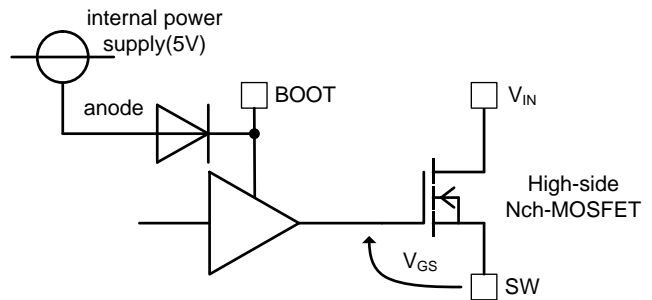 internal power
supply(5V)
anode
BOOT
VIN
High-side
Nch-MOSFET
VGS
SW